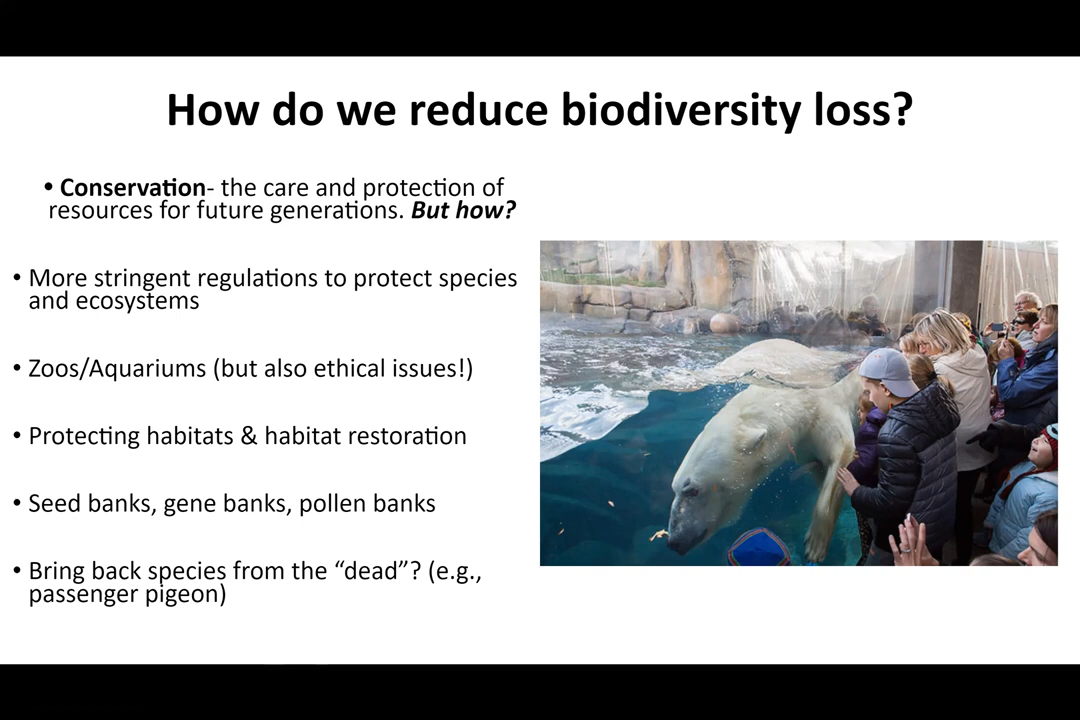 How do we reduce biodiversity loss?
• Conservation- the care and protection of
resources for future generations. But how?
• More stringent regulations to protect species
and ecosystems
• Zoos/Aquariums (but also ethical issues!)
• Protecting habitats & habitat restoration
• Seed banks, gene banks, pollen banks
• Bring back species from the “dead”? (e.g.,
passenger pigeon)